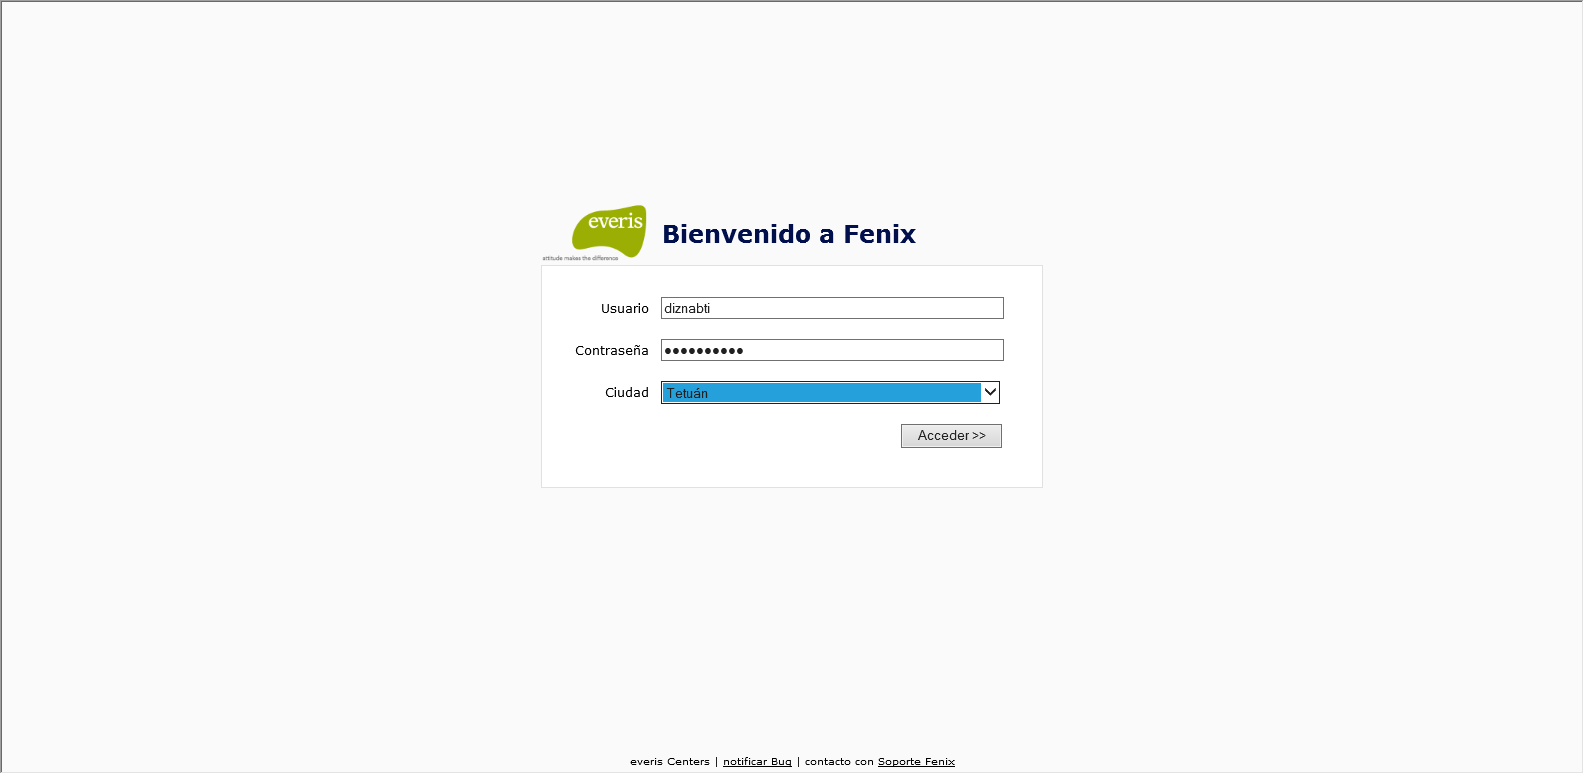 everis
attitude makes the difference
Bienvenido a Fenix
Usuario diznabti
Contraseña ●●●●●●●●●●
Ciudad Tetuán
Acceder >>
everis Centers | notificar Bug | contacto con Soporte Fenix